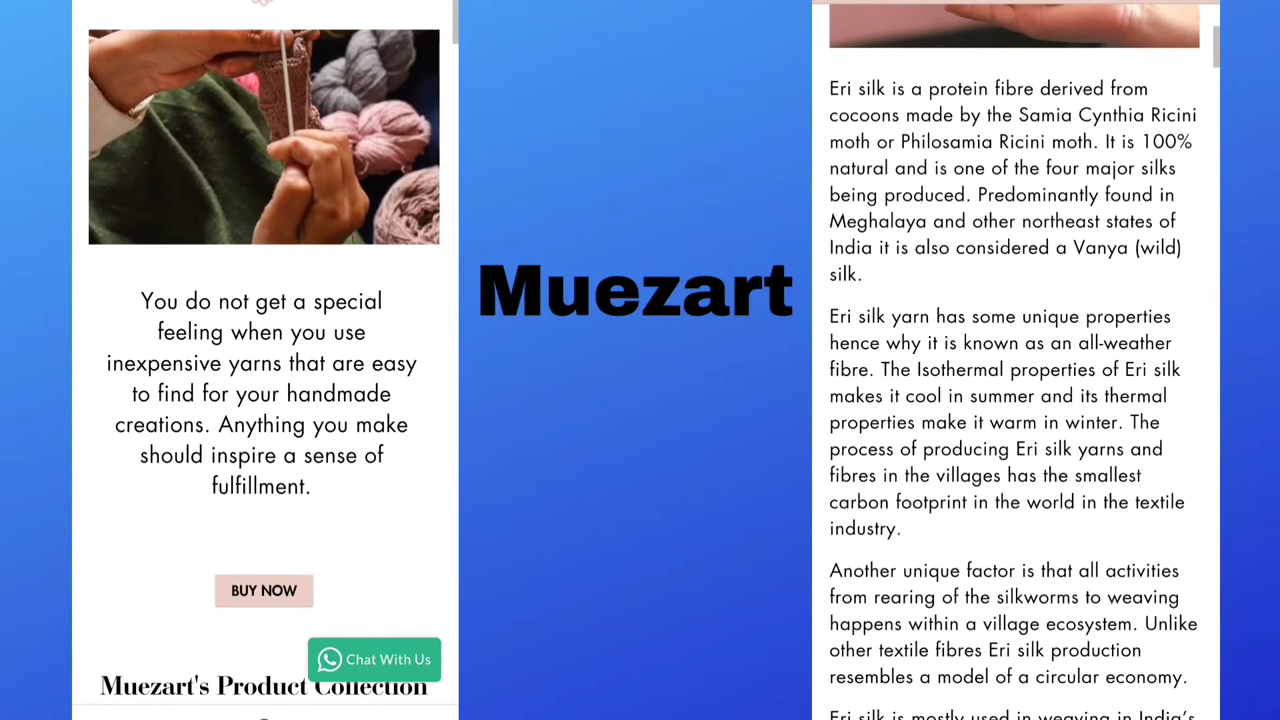 You do not get a special
feeling when you use
inexpensive yarns that are easy
to find for your handmade
creations. Anything you make
should inspire a sense of
fulfillment.
BUY NOW
Chat With Us
Muezart's Product Collection
Muezart
Eri silk is a protein fibre derived from
cocoons made by the Samia Cynthia Ricini
moth or Philosamia Ricini moth. It is 100%
natural and is one of the four major silks
being produced. Predominantly found in
Meghalaya and other northeast states of
India it is also considered a Vanya (wild)
silk.
Eri silk yarn has some unique properties
hence why it is known as an all-weather
fibre. The Isothermal properties of Eri silk
makes it cool in summer and its thermal
properties make it warm in winter. The
process of producing Eri silk yarns and
fibres in the villages has the smallest
carbon footprint in the world in the textile
industry.
Another unique factor is that all activities
from rearing of the silkworms to weaving
happens within a village ecosystem. Unlike
other textile fibres Eri silk production
resembles a model of a circular economy.
Eri silk is mostly used in weaving in India's